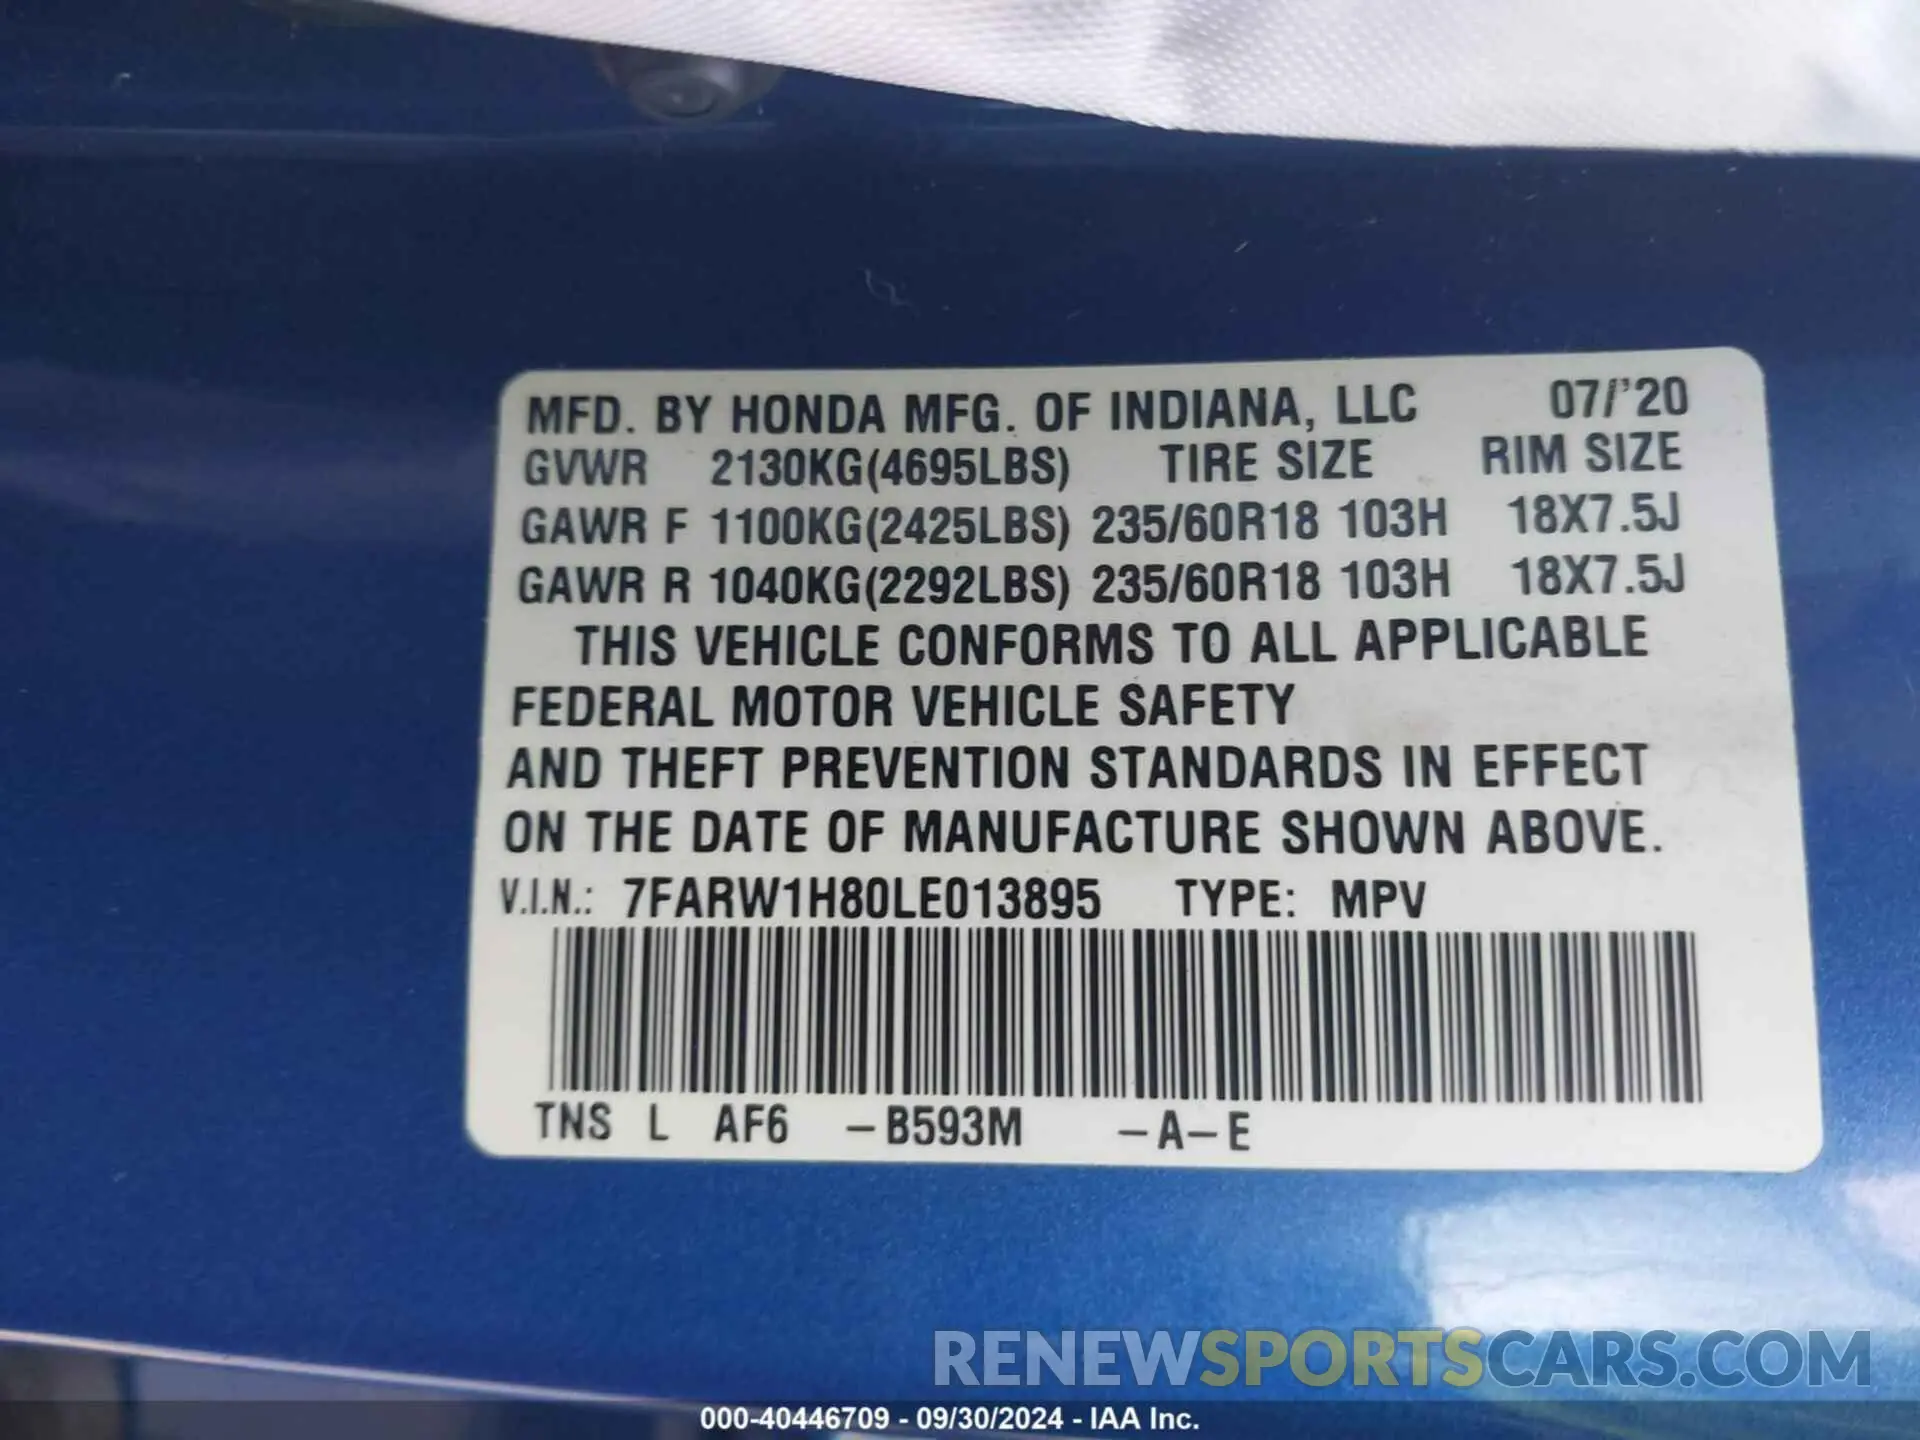 MFD. BY HONDA MFG. OF INDIANA, LLC 07/'20
GVWR 2130KG(4695LBS) TIRE SIZE RIM SIZE
GAWR F 1100KG(2425LBS) 235/60R18 103H 18X7.5J
GAWR R 1040KG(2292LBS) 235/60R18 103H 18X7.5J
THIS VEHICLE CONFORMS TO ALL APPLICABLE
FEDERAL MOTOR VEHICLE SAFETY
AND THEFT PREVENTION STANDARDS IN EFFECT
ON THE DATE OF MANUFACTURE SHOWN ABOVE.
V.I.N.: 7FARW1H80LE013895 TYPE: MPV
TNS L AF6 -B593M -A-E
RENEWSPORTSCARS.COM
000-40446709 - 09/30/2024 - IAA Inc.